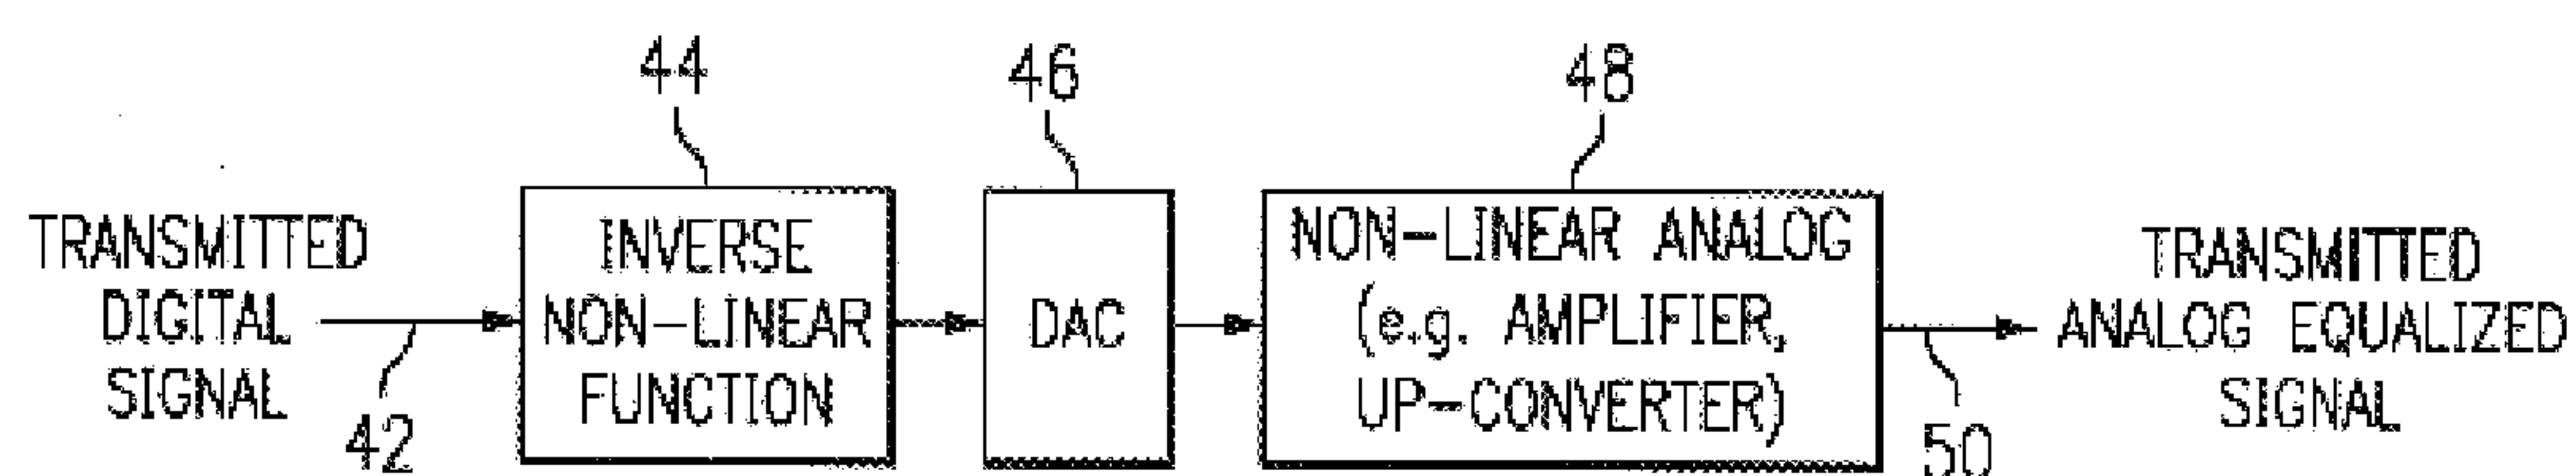 44
46
48
TRANSMITTED
DIGITAL
SIGNAL
42
INVERSE
NON-LINEAR
FUNCTION
DAC
NON-LINEAR ANALOG
(e.g. AMPLIFIER,
UP-CONVERTER)
50
TRANSMITTED
ANALOG EQUALIZED
SIGNAL